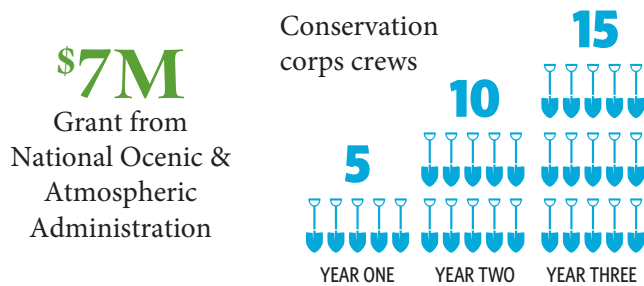 $7M
Grant from
National Ocenic &
Atmospheric
Administration
Conservation
corps crews
5
10
15
YEAR ONE
YEAR TWO
YEAR THREE